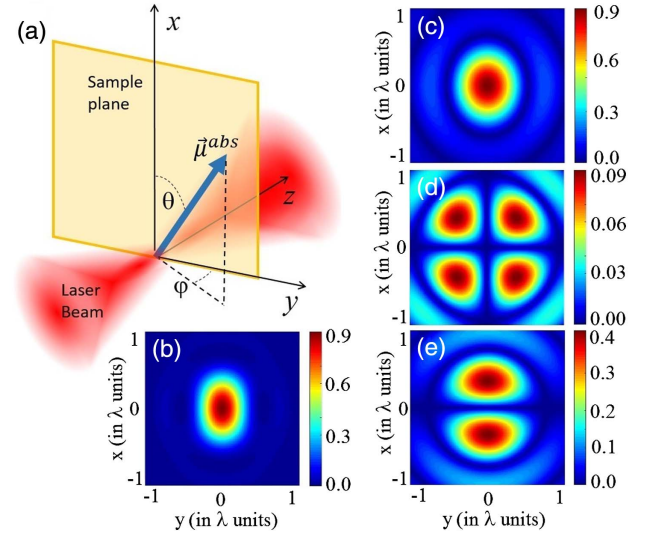 (a)
x
Sample
plane
μ⃗ᵃᵇˢ
θ
z
Laser
Beam
φ
y
(b)
x (in λ units)
1
0
-1
-1
0
1
y (in λ units)
0.9
0.6
0.3
0.0
(c)
x (in λ units)
1
0
-1
0.9
0.6
0.3
0.0
(d)
x (in λ units)
1
0
-1
0.09
0.06
0.03
0.00
(e)
x (in λ units)
1
0
-1
-1
0
1
y (in λ units)
0.4
0.3
0.2
0.1
0.0